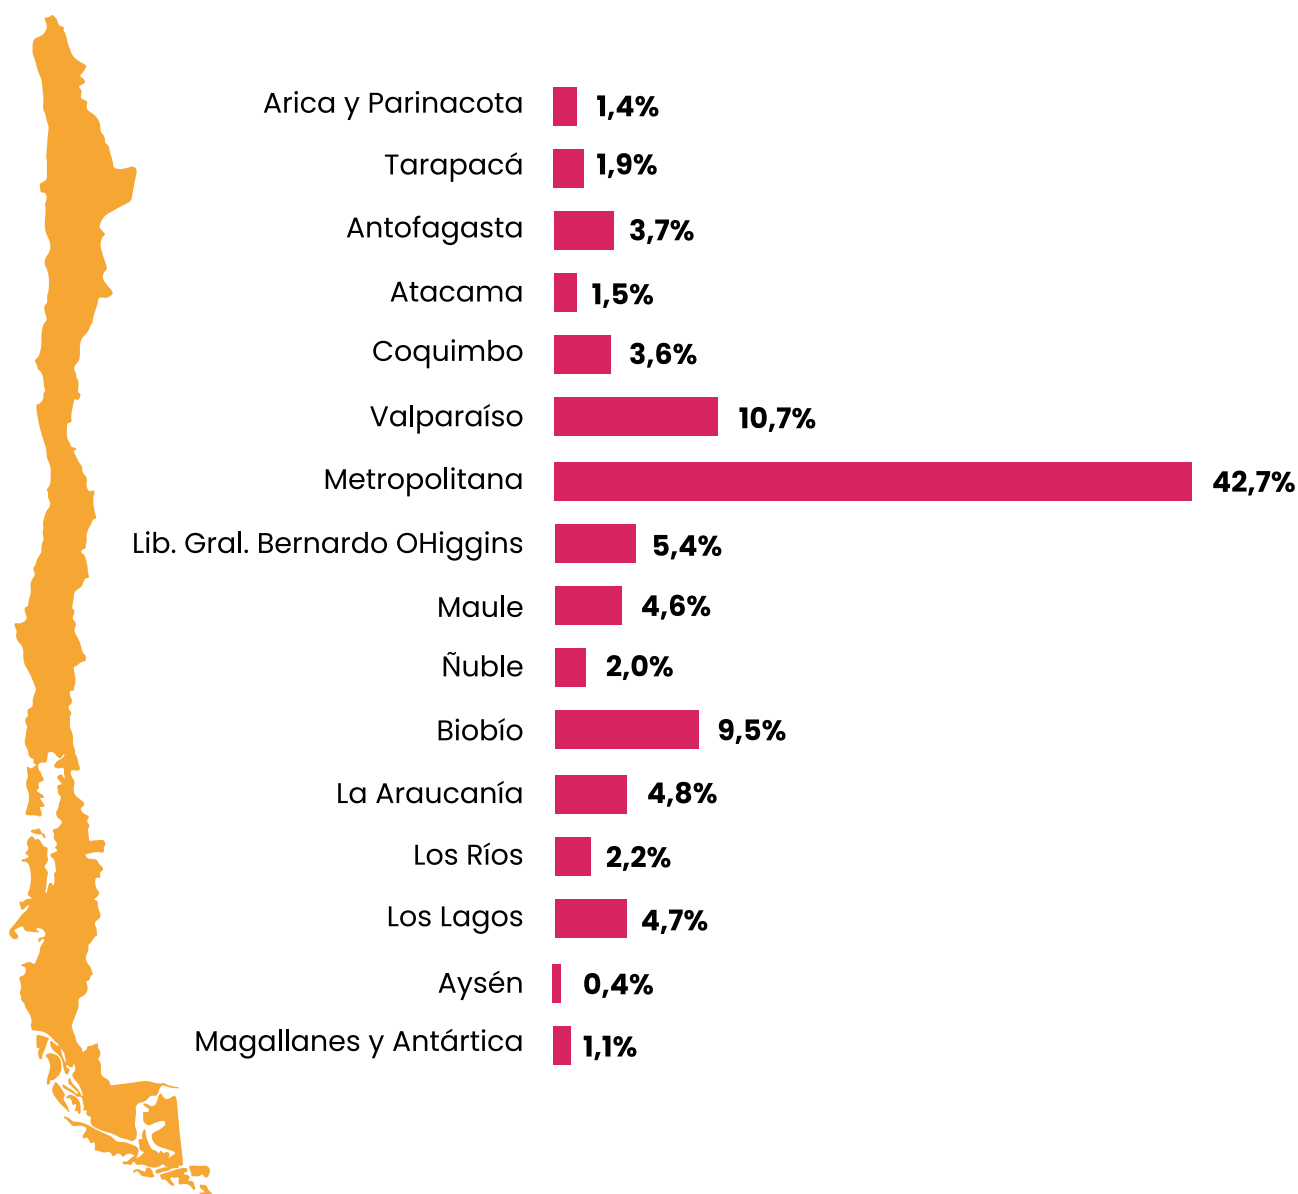 Arica y Parinacota 1,4%
Tarapacá 1,9%
Antofagasta 3,7%
Atacama 1,5%
Coquimbo 3,6%
Valparaíso 10,7%
Metropolitana 42,7%
Lib. Gral. Bernardo OHiggins 5,4%
Maule 4,6%
Ñuble 2,0%
Biobío 9,5%
La Araucanía 4,8%
Los Ríos 2,2%
Los Lagos 4,7%
Aysén 0,4%
Magallanes y Antártica 1,1%